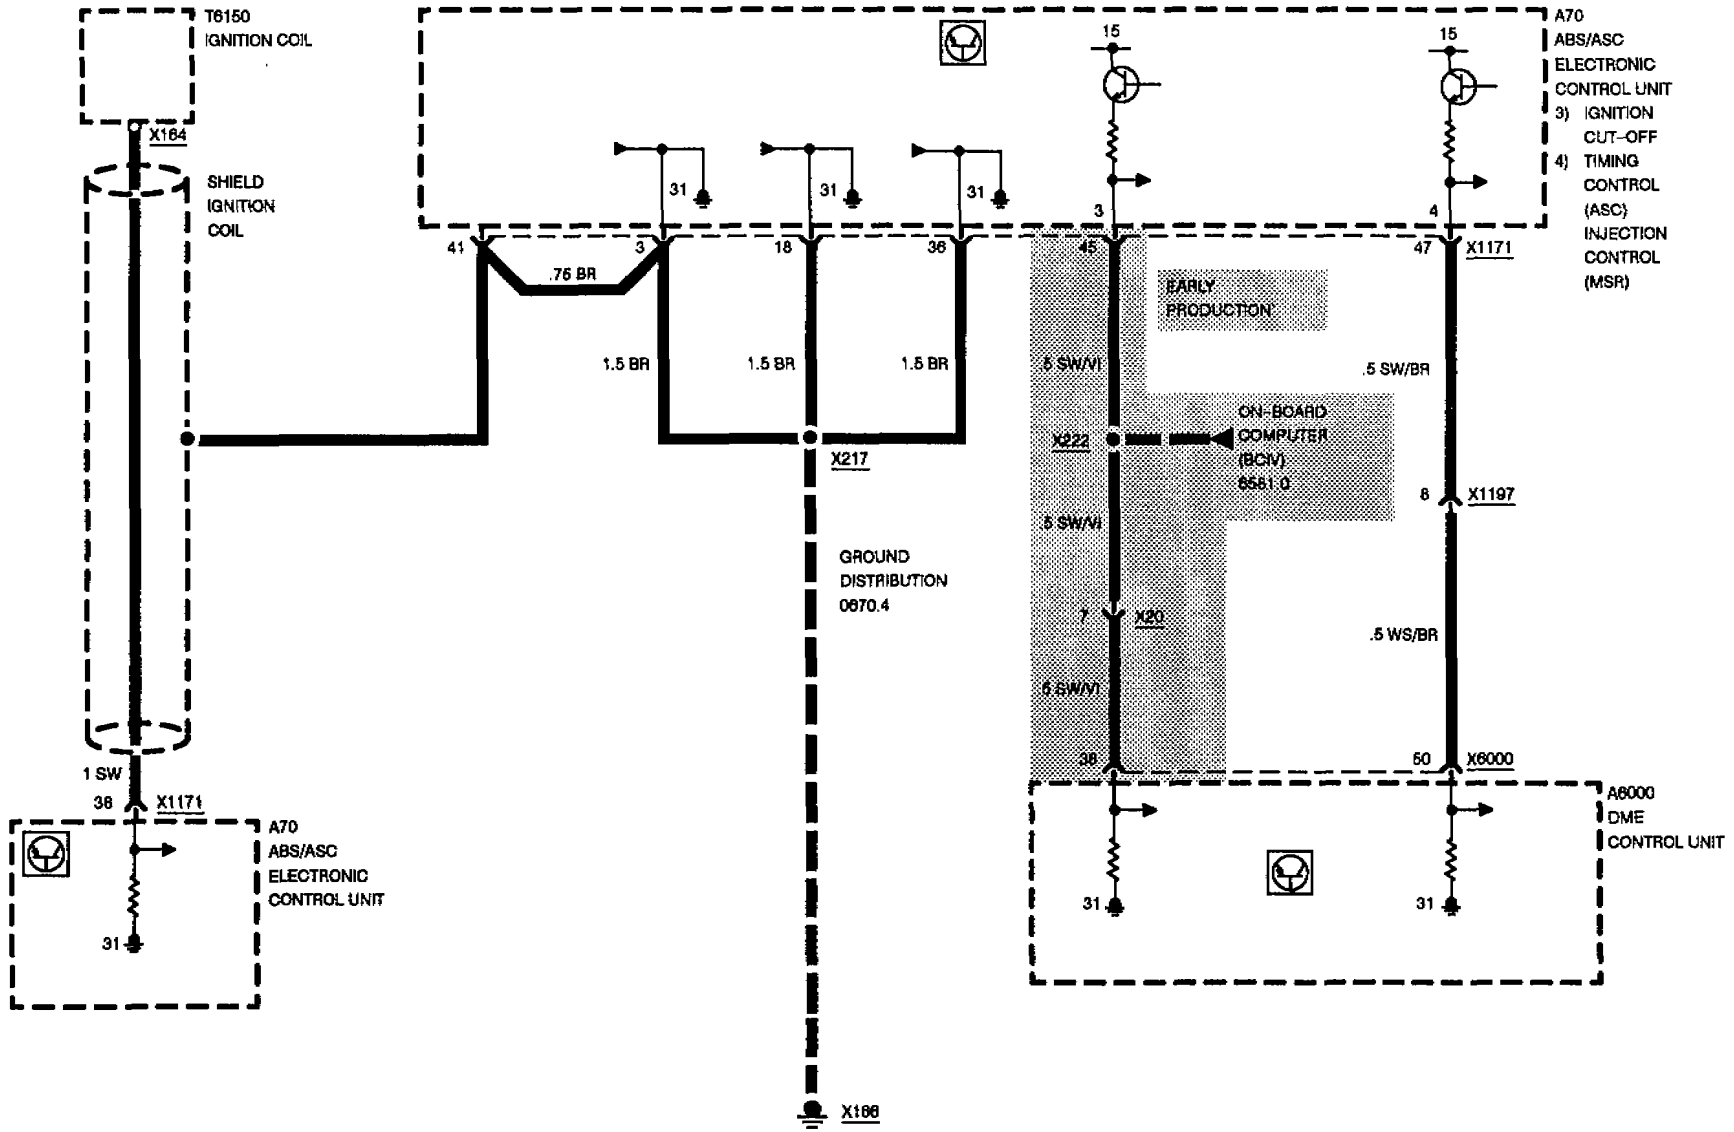 T6150
IGNITION COIL
X164
SHIELD
IGNITION
COIL
1 SW
X1171
A70
ABS/ASC
ELECTRONIC
CONTROL UNIT
31
15
15
31
31
31
3
4
A70
ABS/ASC
ELECTRONIC
CONTROL UNIT
3) IGNITION
CUT-OFF
4) TIMING
CONTROL
(ASC)
INJECTION
CONTROL
(MSR)
41
3
18
36
45
47
X1171
.75 BR
1.5 BR
1.5 BR
1.5 BR
EARLY
PRODUCTION
.5 SW/VI
.5 SW/BR
X217
X222
ON-BOARD
COMPUTER
(BCIV)
6581.0
8
X1197
.5 SW/VI
GROUND
DISTRIBUTION
0670.4
7
X20
.5 WS/BR
.5 SW/VI
50
X6000
A6000
DME
CONTROL UNIT
31
31
X166